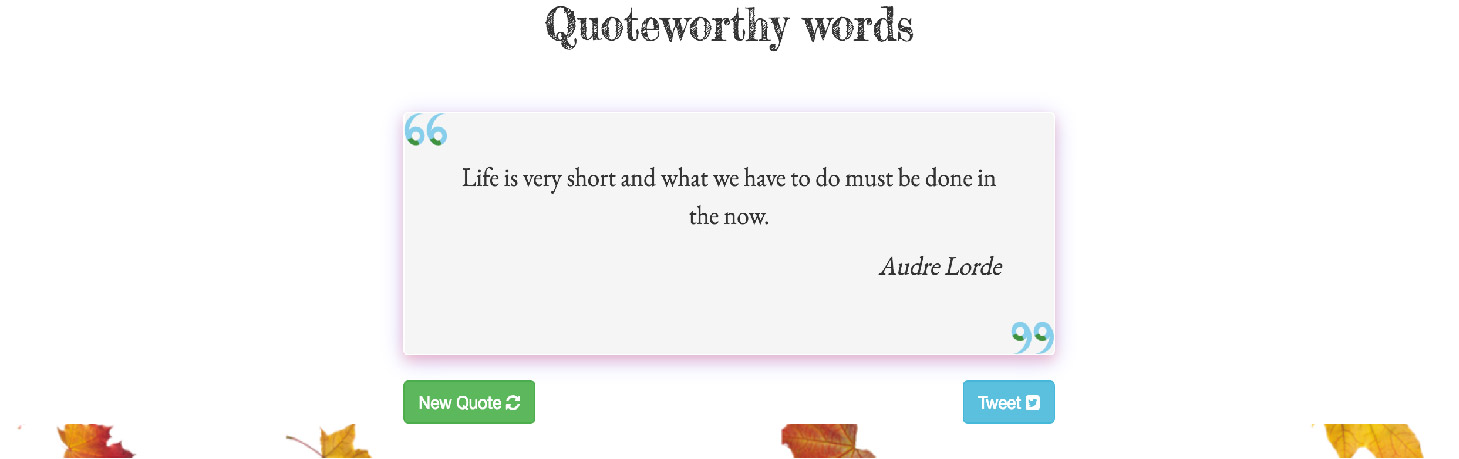 Quoteworthy words
“
Life is very short and what we have to do must be done in
the now.
Audre Lorde
”
New Quote
Tweet